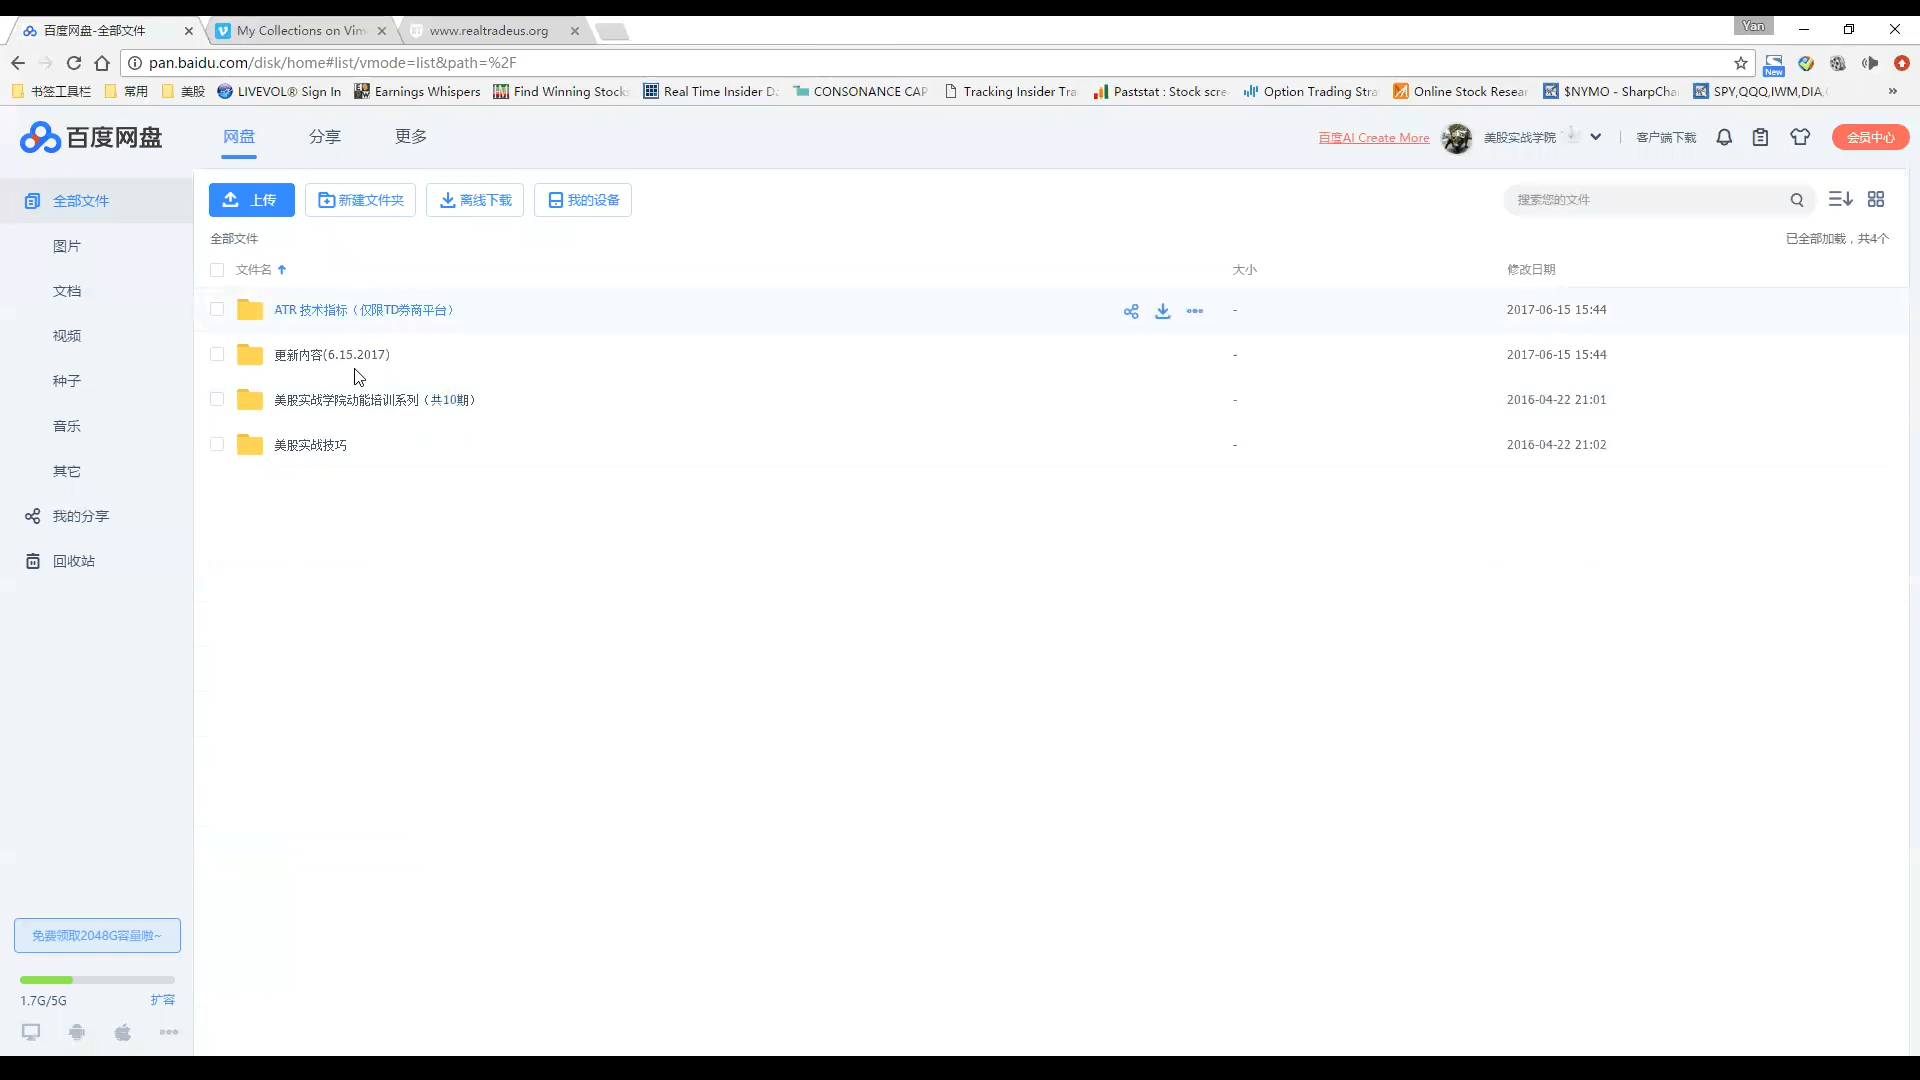 百度网盘-全部文件
My Collections on Vim
www.realtradeus.org
Yan
pan.baidu.com/disk/home#list/vmode=list&path=%2F
New
书签工具栏
常用
美股
LIVEVOL® Sign In
Earnings Whispers
Find Winning Stocks
Real Time Insider D
CONSONANCE CAP
Tracking Insider Tra
Paststat : Stock scre
Option Trading Stra
Online Stock Resear
$NYMO - SharpCha
SPY,QQQ,IWM,DIA,
»
百度网盘
网盘
分享
更多
百度AI Create More
美股实战学院
客户端下载
会员中心
全部文件
图片
文档
视频
种子
音乐
其它
我的分享
回收站
上传
新建文件夹
离线下载
我的设备
搜索您的文件
全部文件
已全部加载，共4个
文件名
大小
修改日期
ATR 技术指标（仅限TD券商平台）
-
2017-06-15 15:44
更新内容(6.15.2017)
-
2017-06-15 15:44
美股实战学院动能培训系列（共10期）
-
2016-04-22 21:01
美股实战技巧
-
2016-04-22 21:02
免费领取2048G容量啦~
1.7G/5G
扩容